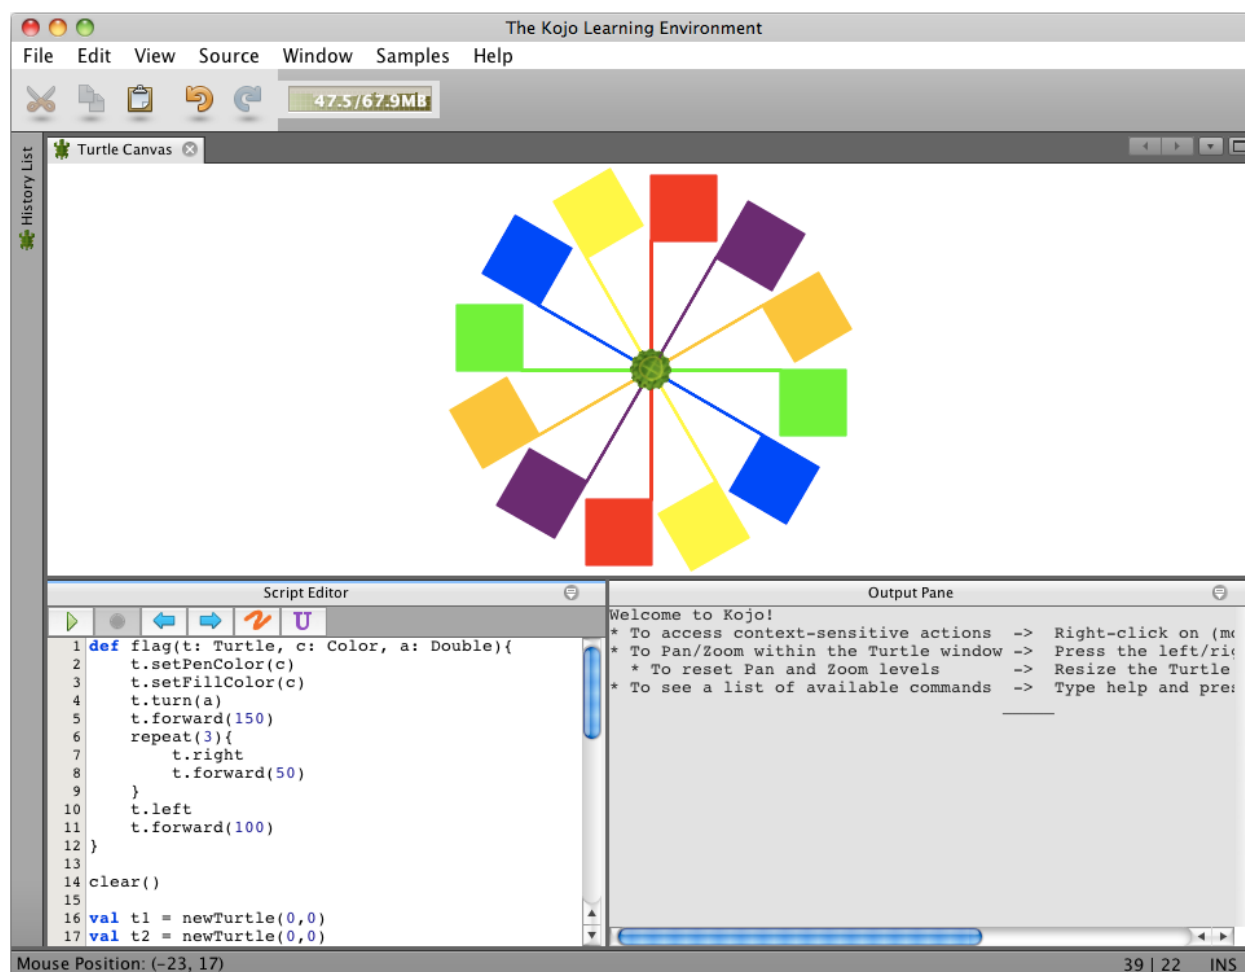 The Kojo Learning Environment
File Edit View Source Window Samples Help
47.5/67.9MB
History List
Turtle Canvas
Script Editor
1 def flag(t: Turtle, c: Color, a: Double){
2     t.setPenColor(c)
3     t.setFillColor(c)
4     t.turn(a)
5     t.forward(150)
6     repeat(3){
7         t.right
8         t.forward(50)
9     }
10     t.left
11     t.forward(100)
12 }
13
14 clear()
15
16 val t1 = newTurtle(0,0)
17 val t2 = newTurtle(0,0)
Output Pane
Welcome to Kojo!
* To access context-sensitive actions -> Right-click on (mo
* To Pan/Zoom within the Turtle window -> Press the left/rig
* To reset Pan and Zoom levels -> Resize the Turtle
* To see a list of available commands -> Type help and pres
Mouse Position: (-23, 17)
39 | 22 INS